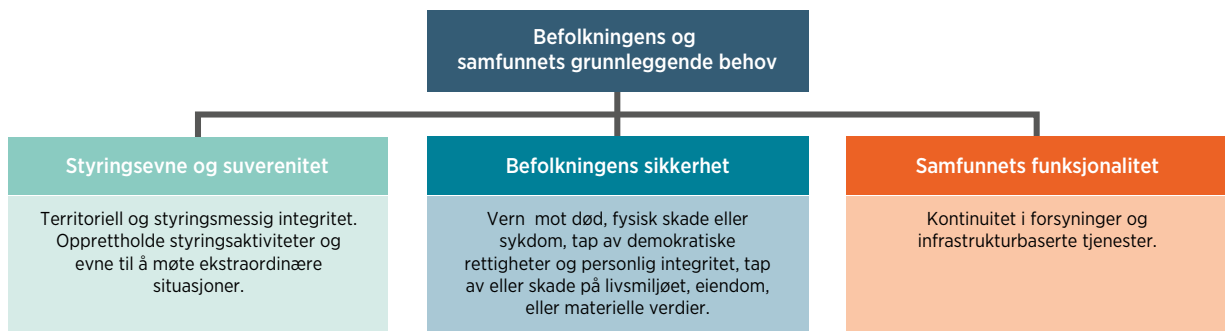 Befolkningens og
samfunnets grunnleggende behov
Styringsevne og suverenitet
Territoriell og styringsmessig integritet.
Opprettholde styringsaktiviteter og
evne til å møte ekstraordinære
situasjoner.
Befolkningens sikkerhet
Vern mot død, fysisk skade eller
sykdom, tap av demokratiske
rettigheter og personlig integritet, tap
av eller skade på livsmiljøet, eiendom,
eller materielle verdier.
Samfunnets funksjonalitet
Kontinuitet i forsyninger og
infrastrukturbaserte tjenester.